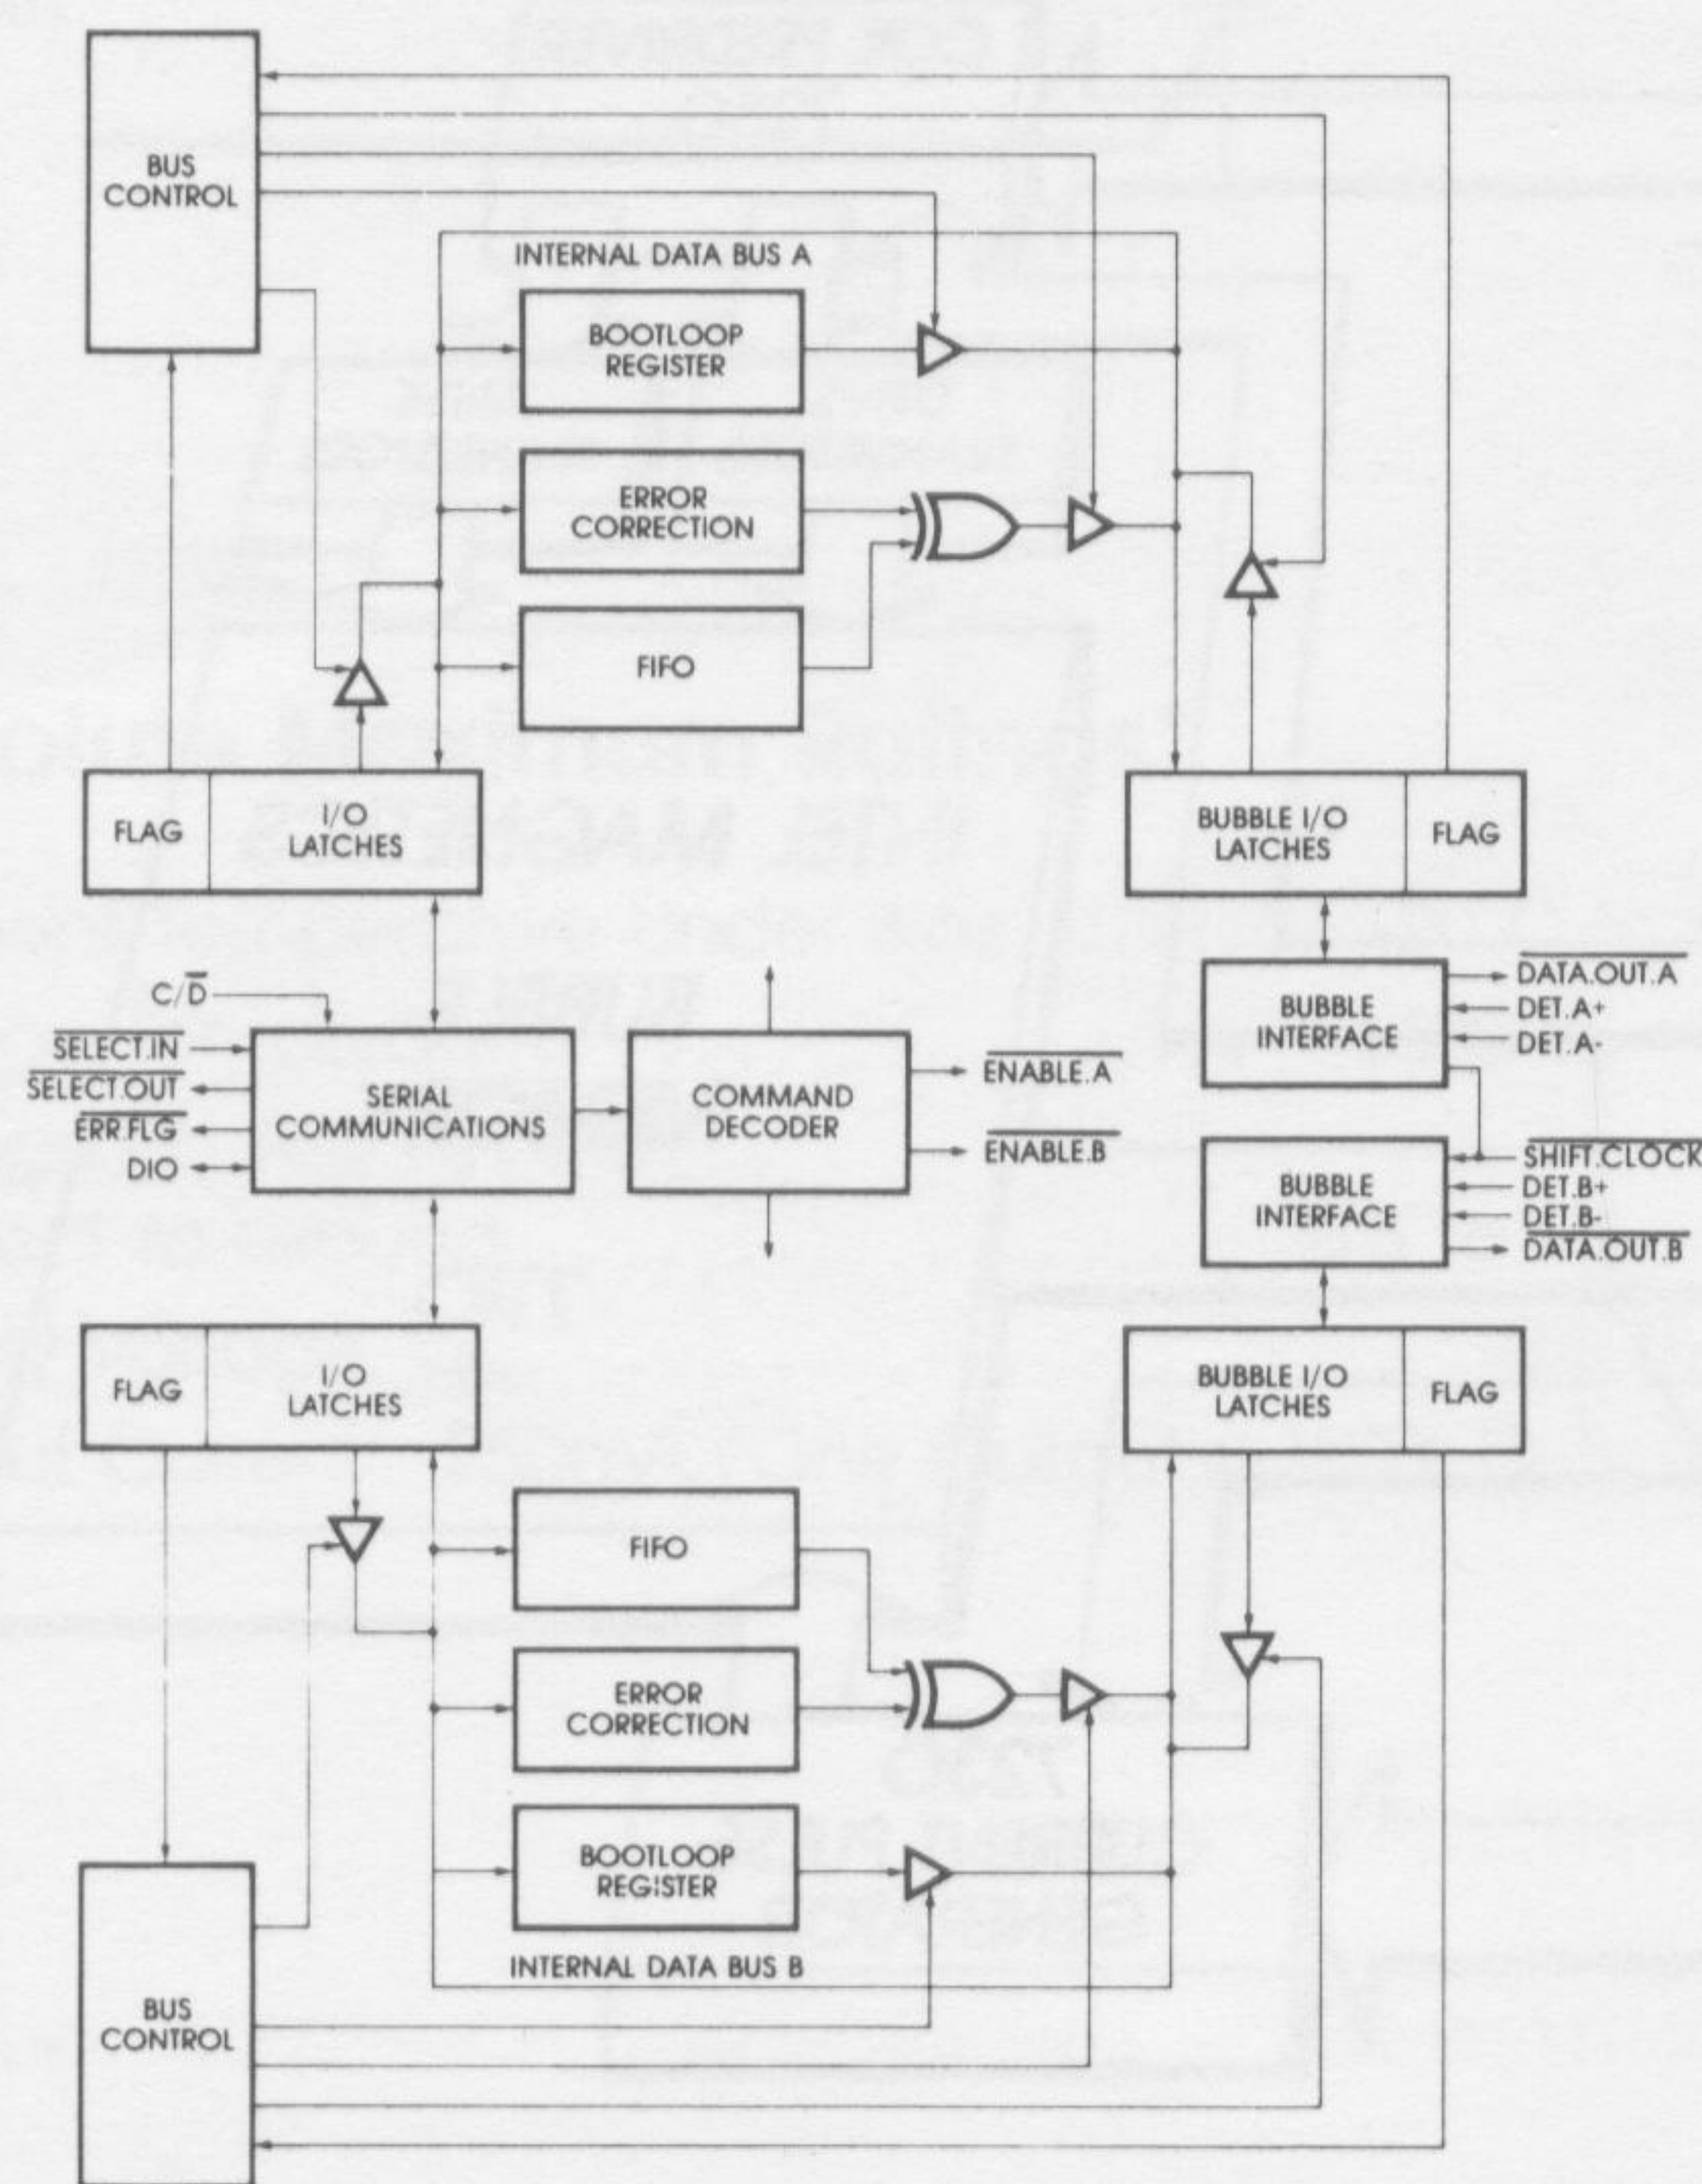 BUS
CONTROL
INTERNAL DATA BUS A
BOOTLOOP
REGISTER
ERROR
CORRECTION
FIFO
FLAG
I/O
LATCHES
BUBBLE I/O
LATCHES
FLAG
C/D̅
SELECT.IN
SELECT.OUT
ERR.FLG
DIO
SERIAL
COMMUNICATIONS
COMMAND
DECODER
ENABLE.A
ENABLE.B
BUBBLE
INTERFACE
DATA.OUT.A
DET.A+
DET.A-
BUBBLE
INTERFACE
SHIFT.CLOCK
DET.B+
DET.B-
DATA.OUT.B
FLAG
I/O
LATCHES
BUBBLE I/O
LATCHES
FLAG
FIFO
ERROR
CORRECTION
BOOTLOOP
REGISTER
INTERNAL DATA BUS B
BUS
CONTROL